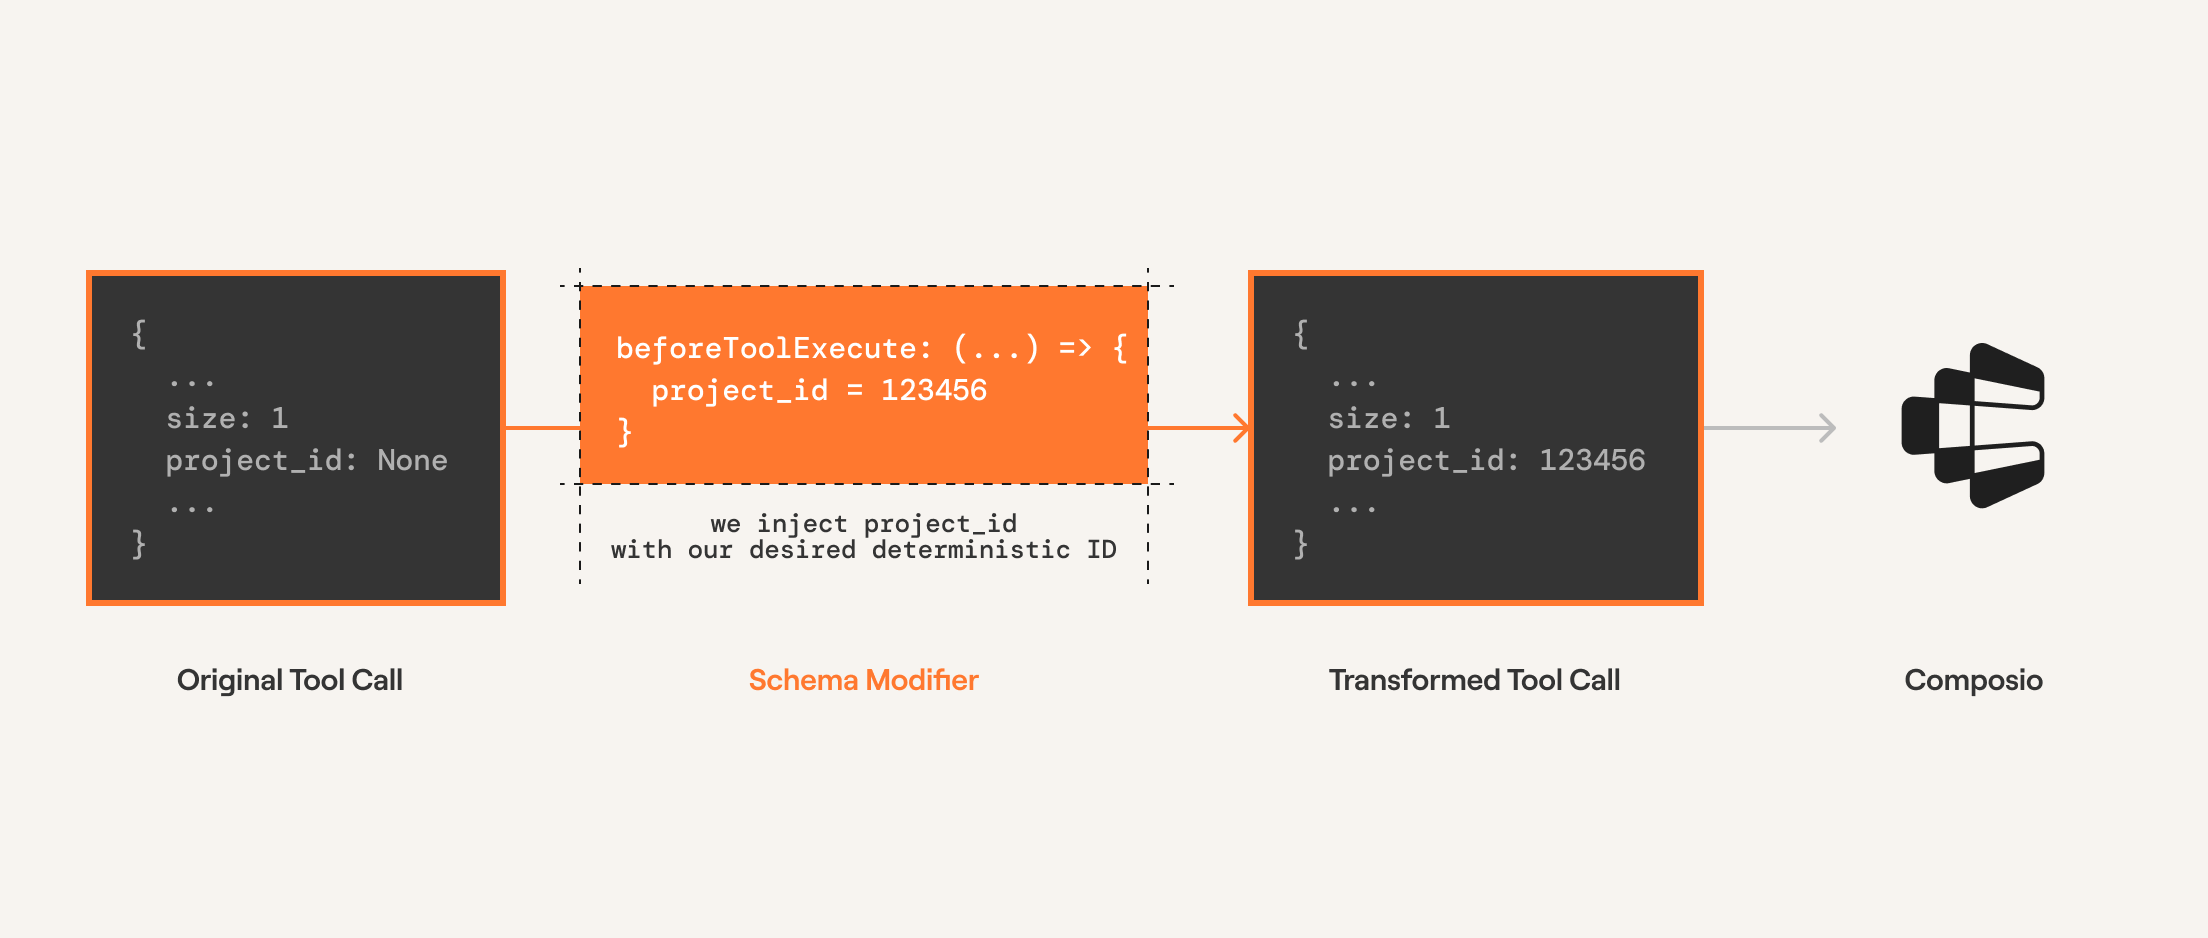 {
  ...
  size: 1
  project_id: None
  ...
}
Original Tool Call
beforeToolExecute: (...) => {
  project_id = 123456
}
we inject project_id
with our desired deterministic ID
Schema Modifier
{
  ...
  size: 1
  project_id: 123456
  ...
}
Transformed Tool Call
Composio